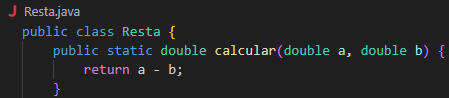 Resta.java
public class Resta {
    public static double calcular(double a, double b) {
        return a - b;
    }